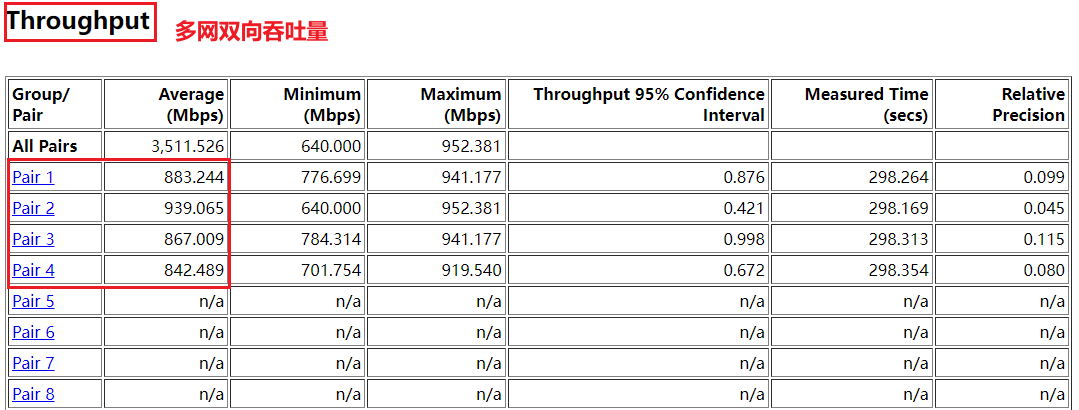 Throughput 多网双向吞吐量
Group/ Pair Average (Mbps) Minimum (Mbps) Maximum (Mbps) Throughput 95% Confidence Interval Measured Time (secs) Relative Precision
All Pairs 3,511.526 640.000 952.381
Pair 1 883.244 776.699 941.177 0.876 298.264 0.099
Pair 2 939.065 640.000 952.381 0.421 298.169 0.045
Pair 3 867.009 784.314 941.177 0.998 298.313 0.115
Pair 4 842.489 701.754 919.540 0.672 298.354 0.080
Pair 5 n/a n/a n/a n/a n/a n/a
Pair 6 n/a n/a n/a n/a n/a n/a
Pair 7 n/a n/a n/a n/a n/a n/a
Pair 8 n/a n/a n/a n/a n/a n/a